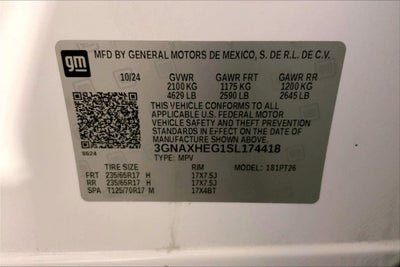 gm
MFD BY GENERAL MOTORS DE MEXICO, S. DE R.L. DE C.V.
10/24 GVWR GAWR FRT GAWR RR
2100 KG 1175 KG 1200 KG
4629 LB 2590 LB 2645 LB
THIS VEHICLE CONFORMS TO ALL
APPLICABLE U.S. FEDERAL MOTOR
VEHICLE SAFETY AND THEFT PREVENTION
STANDARDS IN EFFECT ON THE DATE OF
MANUFACTURE SHOWN ABOVE.
8624 3GNAXHEG1SL174418
TYPE: MPV
TIRE SIZE RIM MODEL: 1B1PT26
FRT 235/65R17 H 17X7.5J
RR 235/65R17 H 17X7.5J
SPA T125/70R17 M 17X4BT